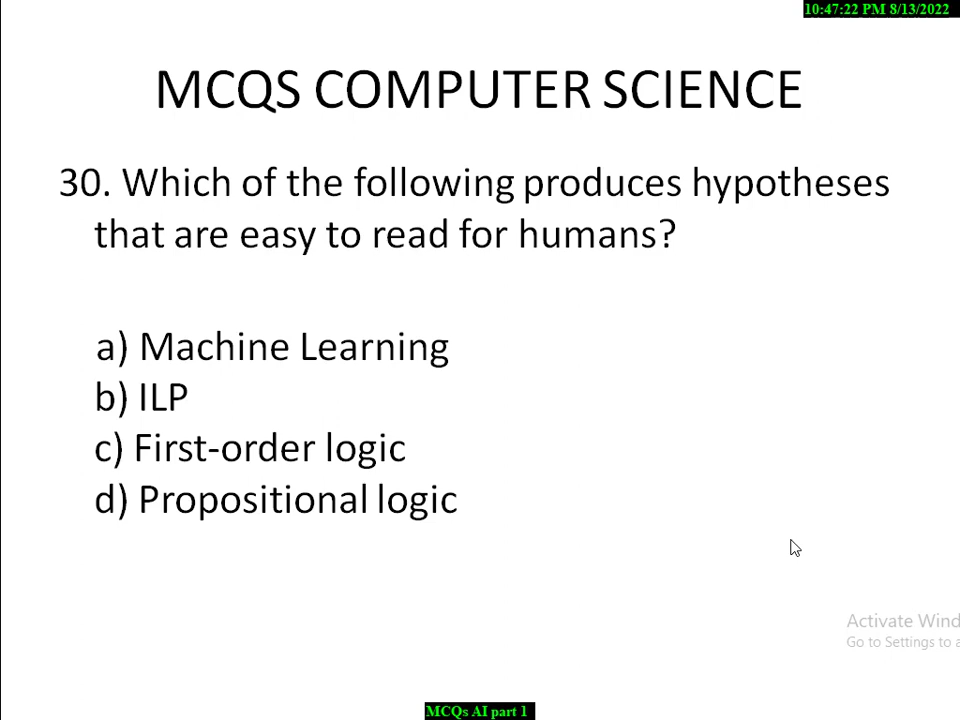 10:47:22 PM 8/13/2022
MCQS COMPUTER SCIENCE
30. Which of the following produces hypotheses
that are easy to read for humans?
a) Machine Learning
b) ILP
c) First-order logic
d) Propositional logic
Activate Wind
Go to Settings to a
MCQs AI part 1